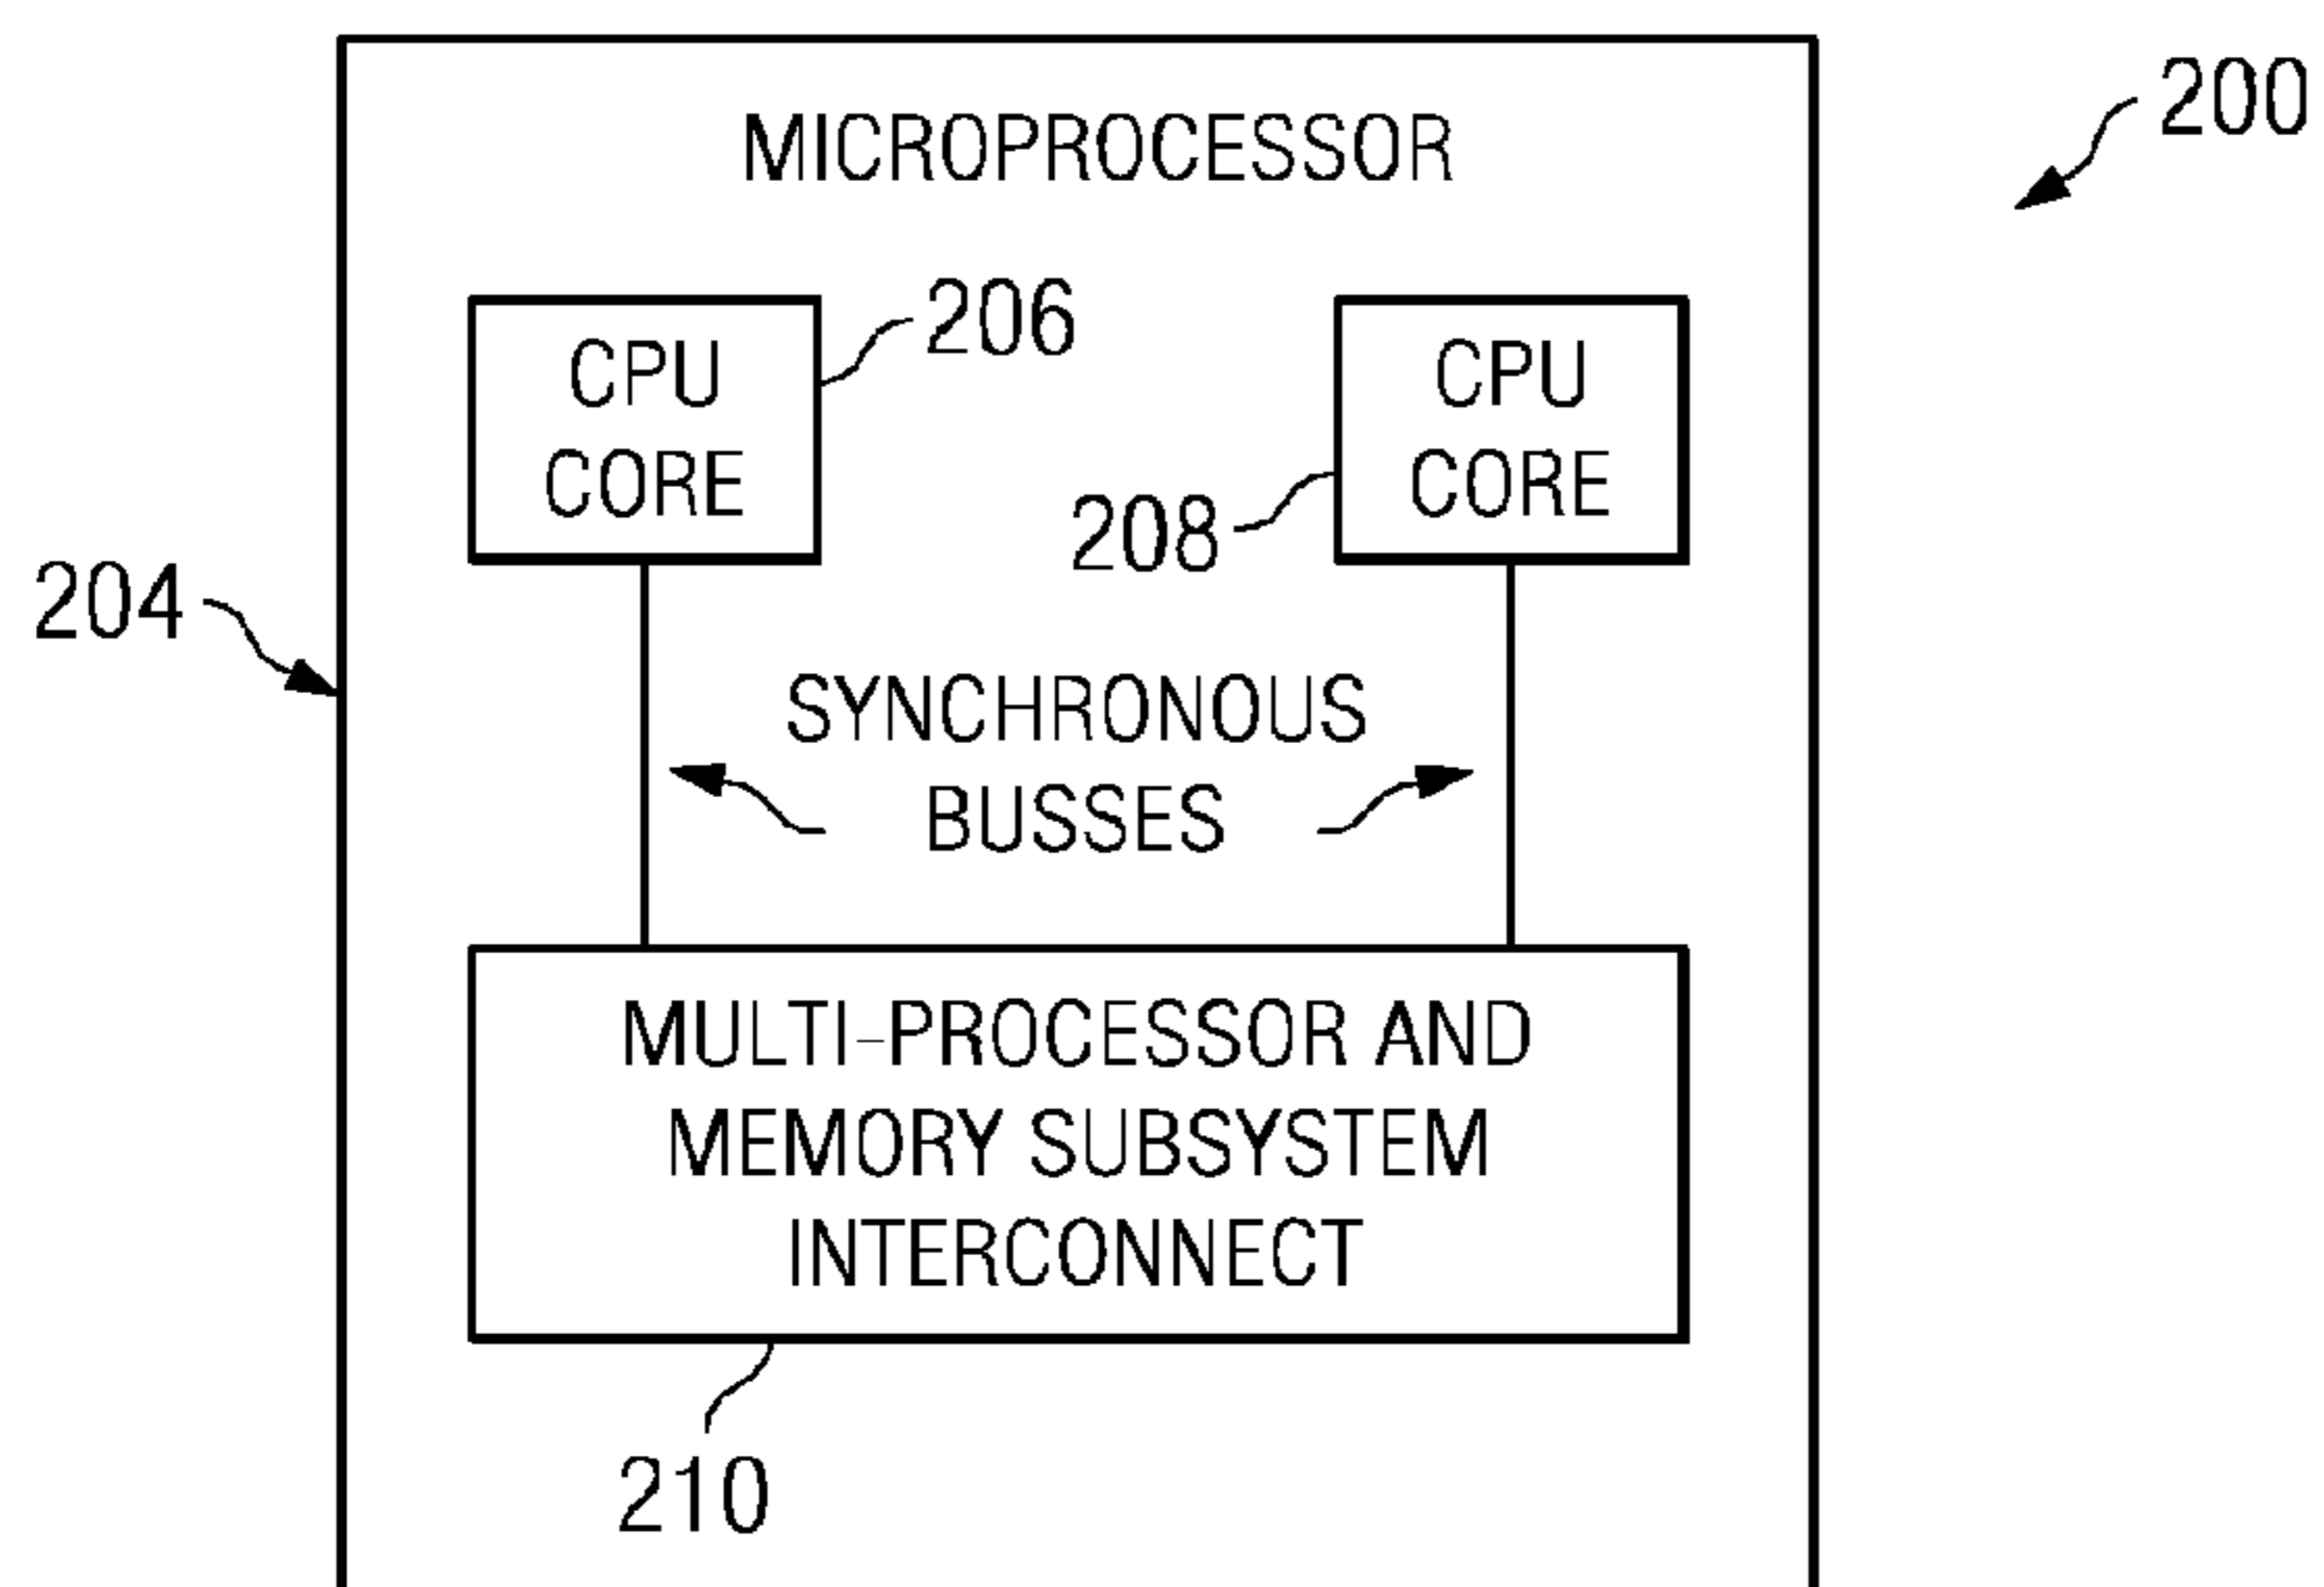 MICROPROCESSOR
200
CPU
CORE
206
CPU
CORE
208
204
SYNCHRONOUS
BUSSES
MULTI-PROCESSOR AND
MEMORY SUBSYSTEM
INTERCONNECT
210